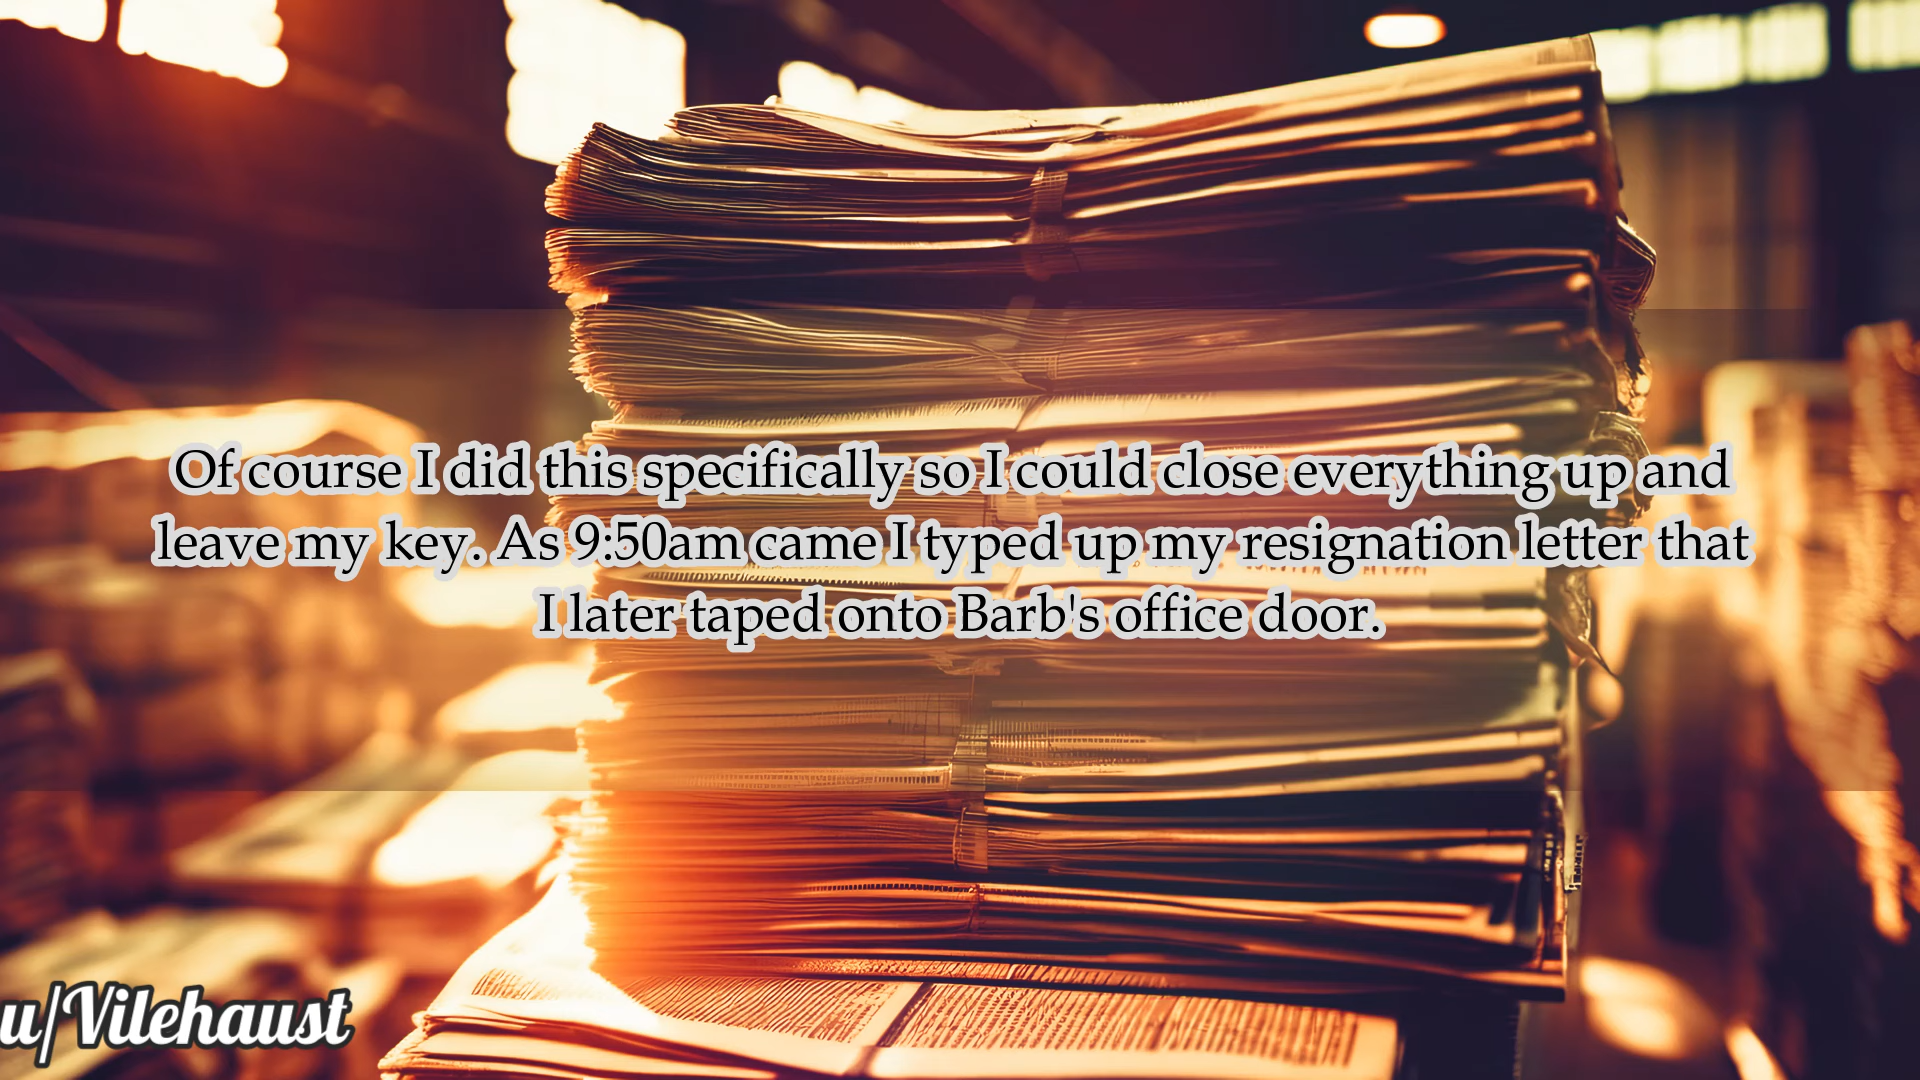 Of course I did this specifically so I could close everything up and
leave my key. As 9:50am came I typed up my resignation letter that
I later taped onto Barb's office door.
u/Vilehaust